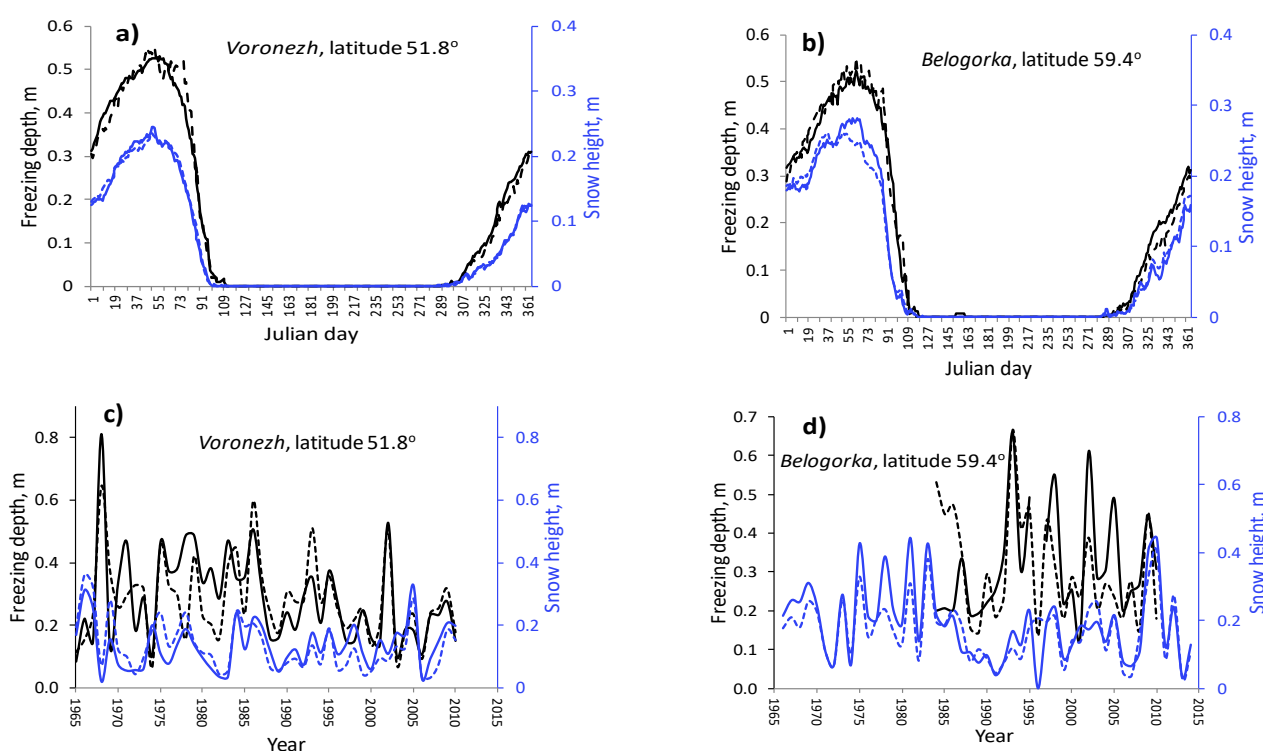 a)
Voronezh, latitude 51.8o
Freezing depth, m
0.6
0.5
0.4
0.3
0.2
0.1
0
0.4
0.3
0.2
0.1
0
Snow height, m
1 19 37 55 73 91 109 127 145 163 181 199 217 235 253 271 289 307 325 343 361
Julian day
b)
Belogorka, latitude 59.4o
Freezing depth, m
0.6
0.5
0.4
0.3
0.2
0.1
0
0.4
0.3
0.2
0.1
0
Snow height, m
1 19 37 55 73 91 109 127 145 163 181 199 217 235 253 271 289 307 325 343 361
Julian day
c)
Voronezh, latitude 51.8o
Freezing depth, m
0.8
0.6
0.4
0.2
0.0
0.8
0.6
0.4
0.2
0
Snow height, m
1965 1970 1975 1980 1985 1990 1995 2000 2005 2010 2015
Year
d)
Belogorka, latitude 59.4o
Freezing depth, m
0.7
0.6
0.5
0.4
0.3
0.2
0.1
0.0
0.8
0.6
0.4
0.2
0
Snow height, m
1965 1970 1975 1980 1985 1990 1995 2000 2005 2010 2015
Year